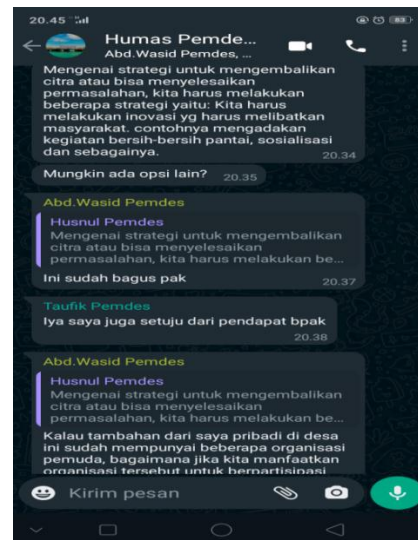 20.45
83
Humas Pemde...
Abd.Wasid Pemdes, ...
Mengenai strategi untuk mengembalikan
citra atau bisa menyelesaikan
permasalahan, kita harus melakukan
beberapa strategi yaitu: Kita harus
melakukan inovasi yg harus melibatkan
masyarakat. contohnya mengadakan
kegiatan bersih-bersih pantai, sosialisasi
dan sebagainya.
20.34
Mungkin ada opsi lain? 20.35
Abd.Wasid Pemdes
Husnul Pemdes
Mengenai strategi untuk mengembalikan
citra atau bisa menyelesaikan
permasalahan, kita harus melakukan be...
Ini sudah bagus pak 20.37
Taufik Pemdes
Iya saya juga setuju dari pendapat bpak
20.38
Abd.Wasid Pemdes
Husnul Pemdes
Mengenai strategi untuk mengembalikan
citra atau bisa menyelesaikan
permasalahan, kita harus melakukan be...
Kalau tambahan dari saya pribadi di desa
ini sudah mempunyai beberapa organisasi
pemuda, bagaimana jika kita manfaatkan
organisasi tersebut untuk berpartisipasi
Kirim pesan